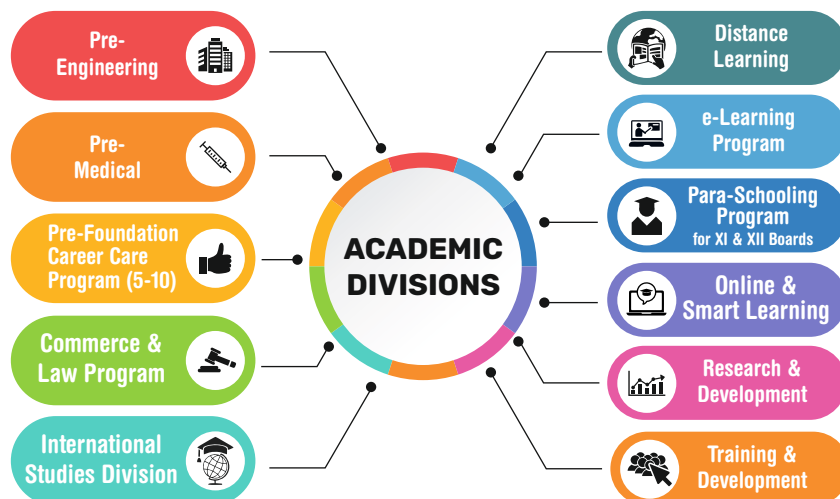 Pre-
Engineering
Pre-
Medical
Pre-Foundation
Career Care
Program (5-10)
Commerce &
Law Program
International
Studies Division
ACADEMIC
DIVISIONS
Distance
Learning
e-Learning
Program
Para-Schooling
Program
for XI & XII Boards
Online &
Smart Learning
Research &
Development
Training &
Development